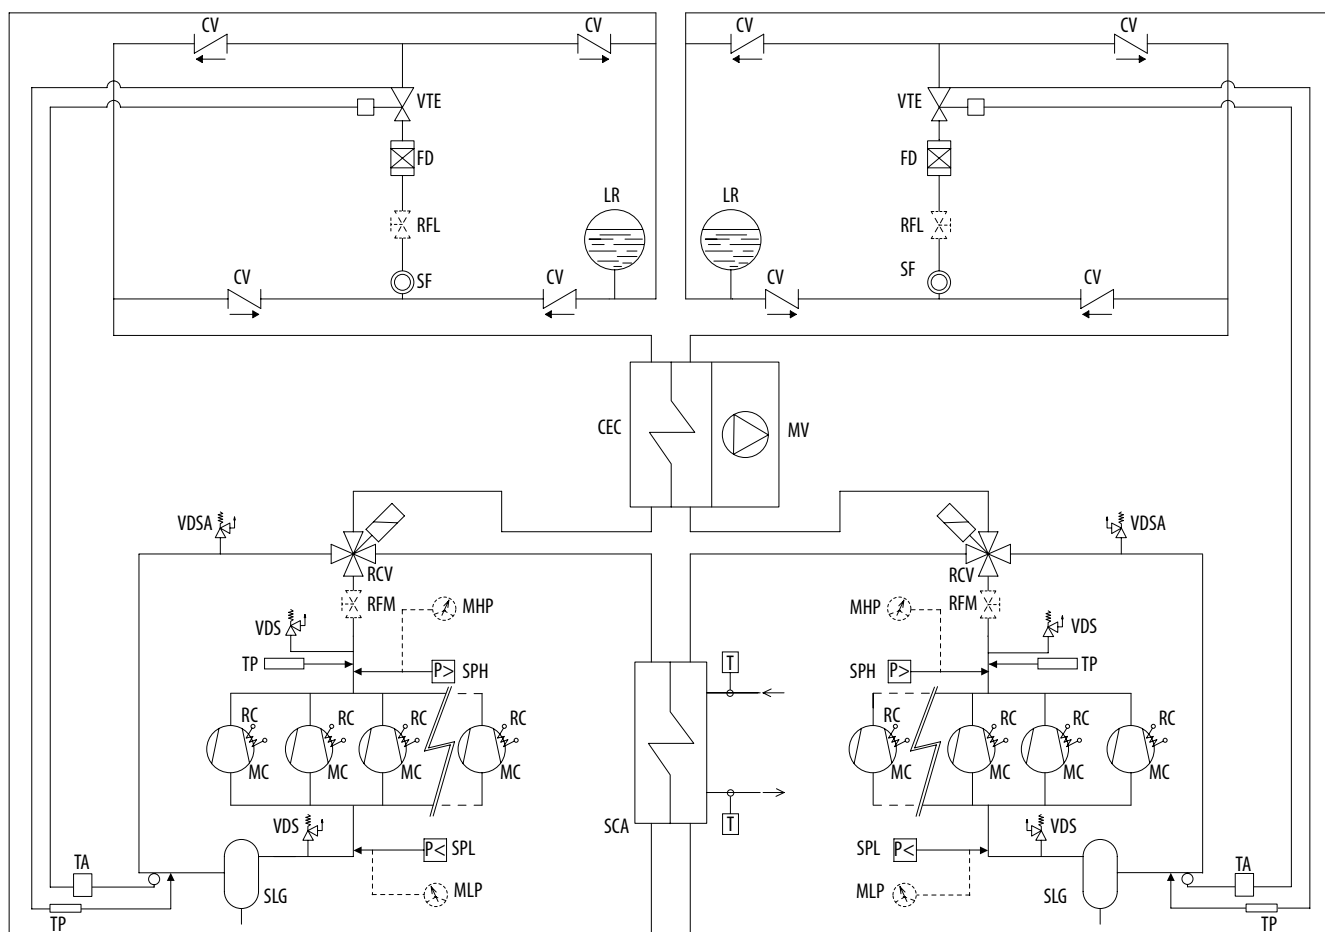 CV CV CV CV
VTE VTE
FD FD
LR LR
RFL RFL
SF SF
CV CV CV CV
CEC MV
VDSA VDSA
RCV RCV
RFM MHP MHP RFM
VDS VDS
TP P> SPH T SPH P> TP
RC RC RC RC RC RC RC RC
MC MC MC MC MC MC MC MC
VDS SCA T VDS
P< SPL SPL P<
TA TA
SLG MLP MLP SLG
TP TP